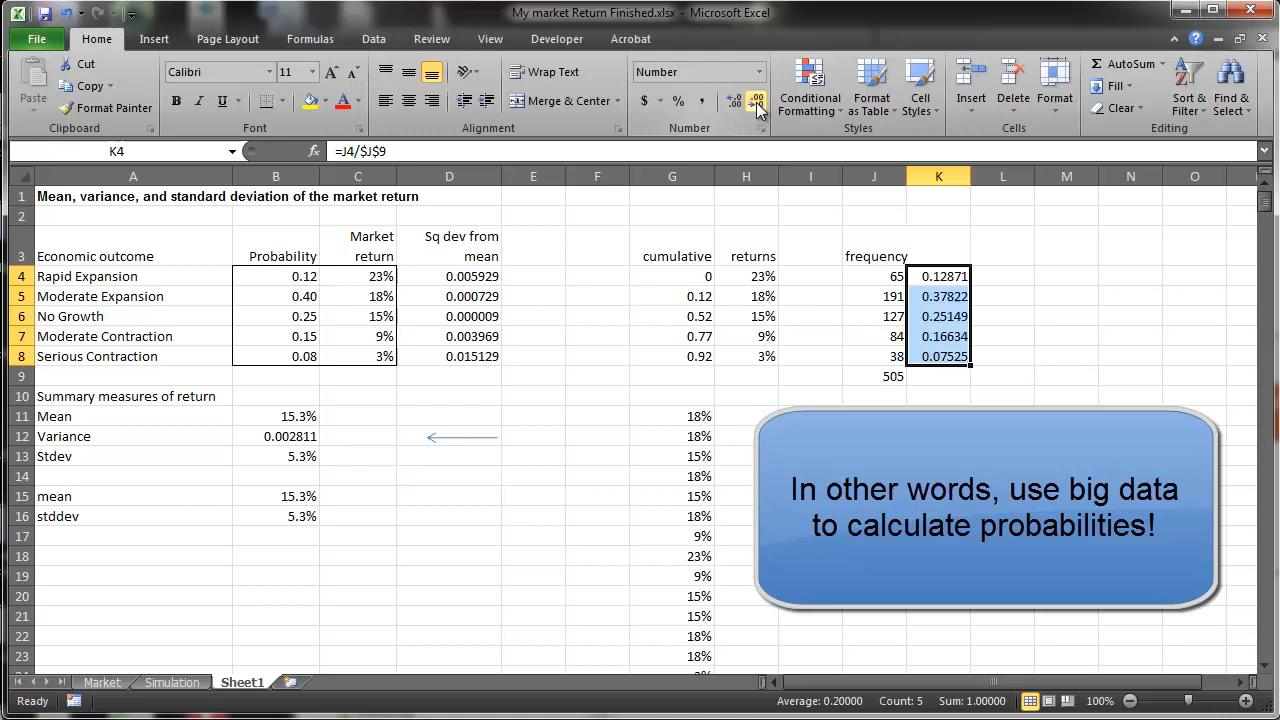 My market Return Finished.xlsx - Microsoft Excel
File Home Insert Page Layout Formulas Data Review View Developer Acrobat
Paste Cut Copy Format Painter Clipboard
Calibri 11 B I U A Font
Wrap Text Merge & Center Alignment
Number $ % , Number
Conditional Formatting Format as Table Cell Styles Styles
Insert Delete Format Cells
Σ AutoSum Fill Clear Sort & Filter Find & Select Editing
K4 fx =J4/$J$9
A B C D E F G H I J K L M N O
1 Mean, variance, and standard deviation of the market return
2
3 Economic outcome Probability Market return Sq dev from mean cumulative returns frequency
4 Rapid Expansion 0.12 23% 0.005929 0 23% 65 0.12871
5 Moderate Expansion 0.40 18% 0.000729 0.12 18% 191 0.37822
6 No Growth 0.25 15% 0.000009 0.52 15% 127 0.25149
7 Moderate Contraction 0.15 9% 0.003969 0.77 9% 84 0.16634
8 Serious Contraction 0.08 3% 0.015129 0.92 3% 38 0.07525
9 505
10 Summary measures of return
11 Mean 15.3% 18%
12 Variance 0.002811 18%
13 Stdev 5.3% 15%
14 18%
15 mean 15.3% 15%
16 stddev 5.3% 18%
17 9%
18 23%
19 9%
20 15%
21 15%
22 18%
23 18%
In other words, use big data
to calculate probabilities!
Market Simulation Sheet1
Ready Average: 0.20000 Count: 5 Sum: 1.00000 100%